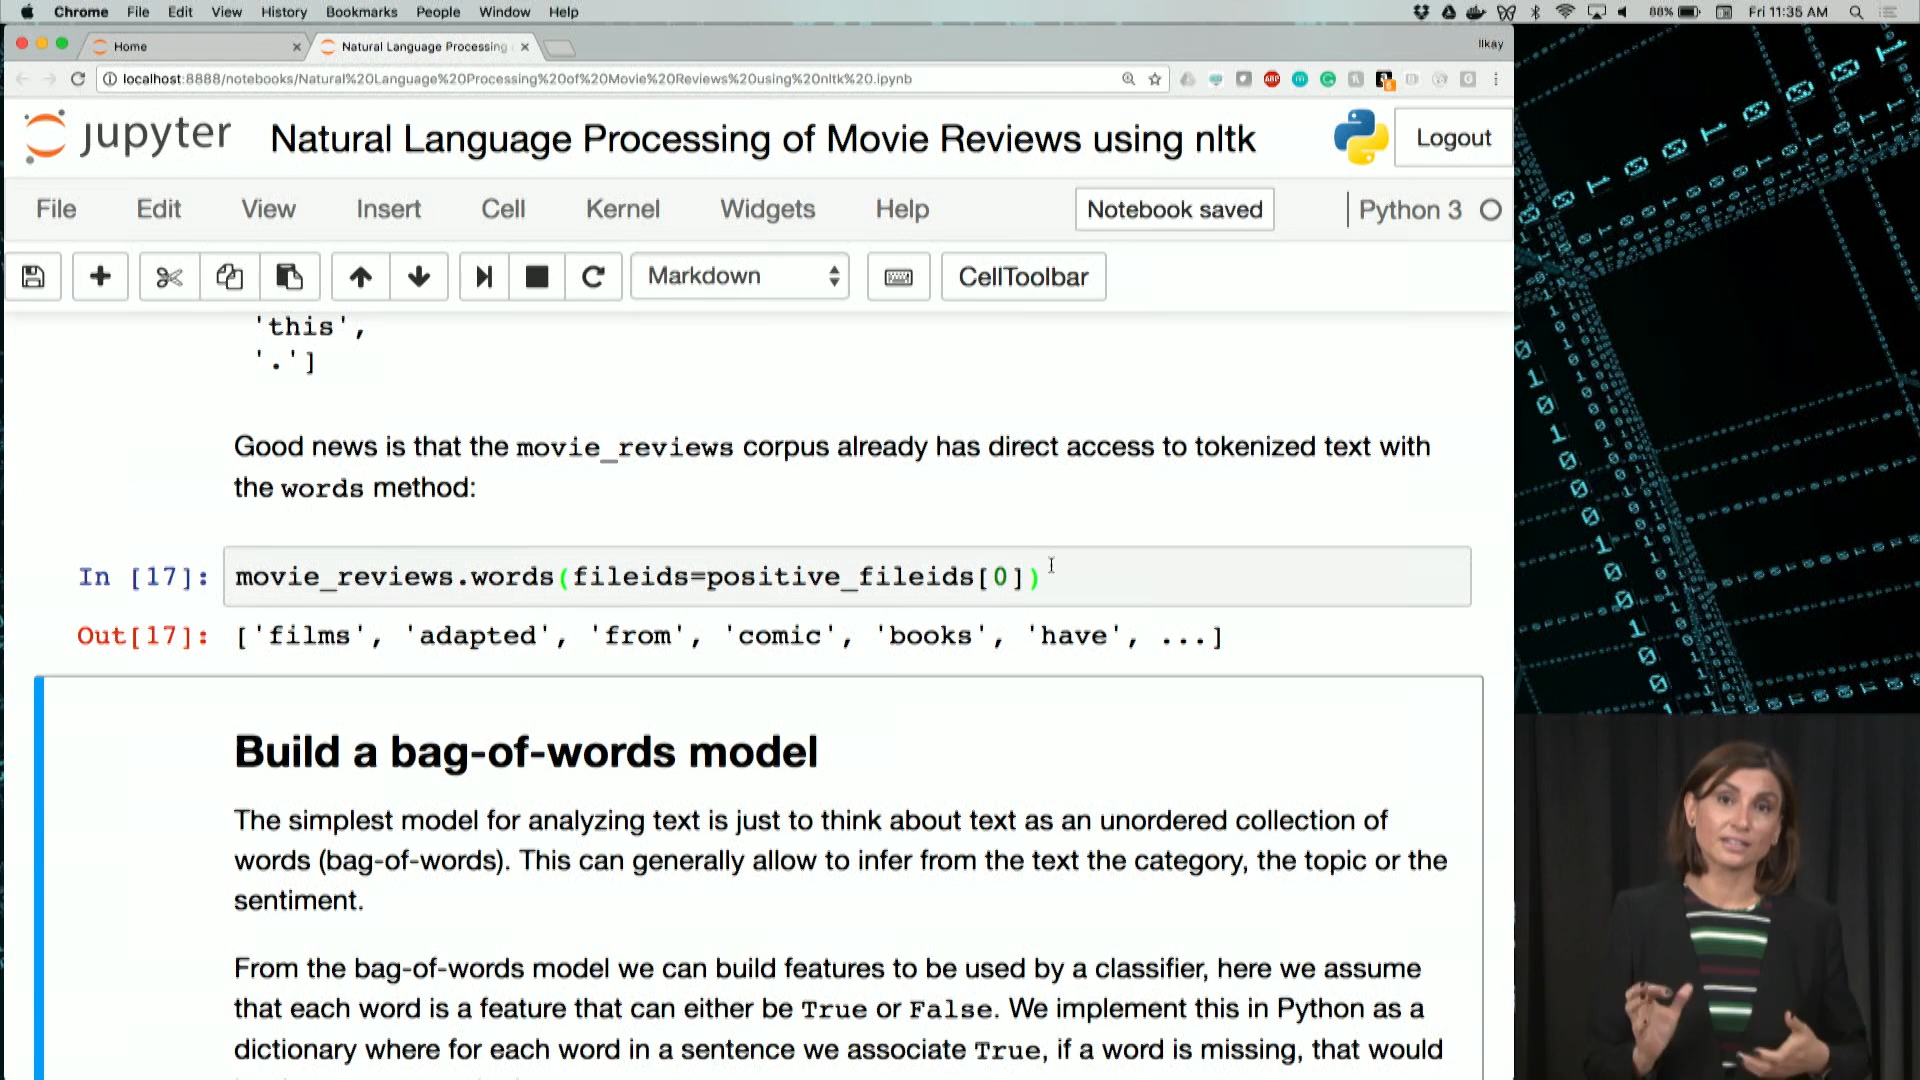 Chrome File Edit View History Bookmarks People Window Help 88% Fri 11:35 AM
Home Natural Language Processing Ilkay
localhost:8888/notebooks/Natural%20Language%20Processing%20of%20Movie%20Reviews%20using%20nltk%20.ipynb ABP
jupyter Natural Language Processing of Movie Reviews using nltk Logout
File Edit View Insert Cell Kernel Widgets Help Notebook saved Python 3
Markdown CellToolbar
'this',
'.']
Good news is that the movie_reviews corpus already has direct access to tokenized text with
the words method:
In [17]: movie_reviews.words(fileids=positive_fileids[0])
Out[17]: ['films', 'adapted', 'from', 'comic', 'books', 'have', ...]
Build a bag-of-words model
The simplest model for analyzing text is just to think about text as an unordered collection of
words (bag-of-words). This can generally allow to infer from the text the category, the topic or the
sentiment.
From the bag-of-words model we can build features to be used by a classifier, here we assume
that each word is a feature that can either be True or False. We implement this in Python as a
dictionary where for each word in a sentence we associate True, if a word is missing, that would